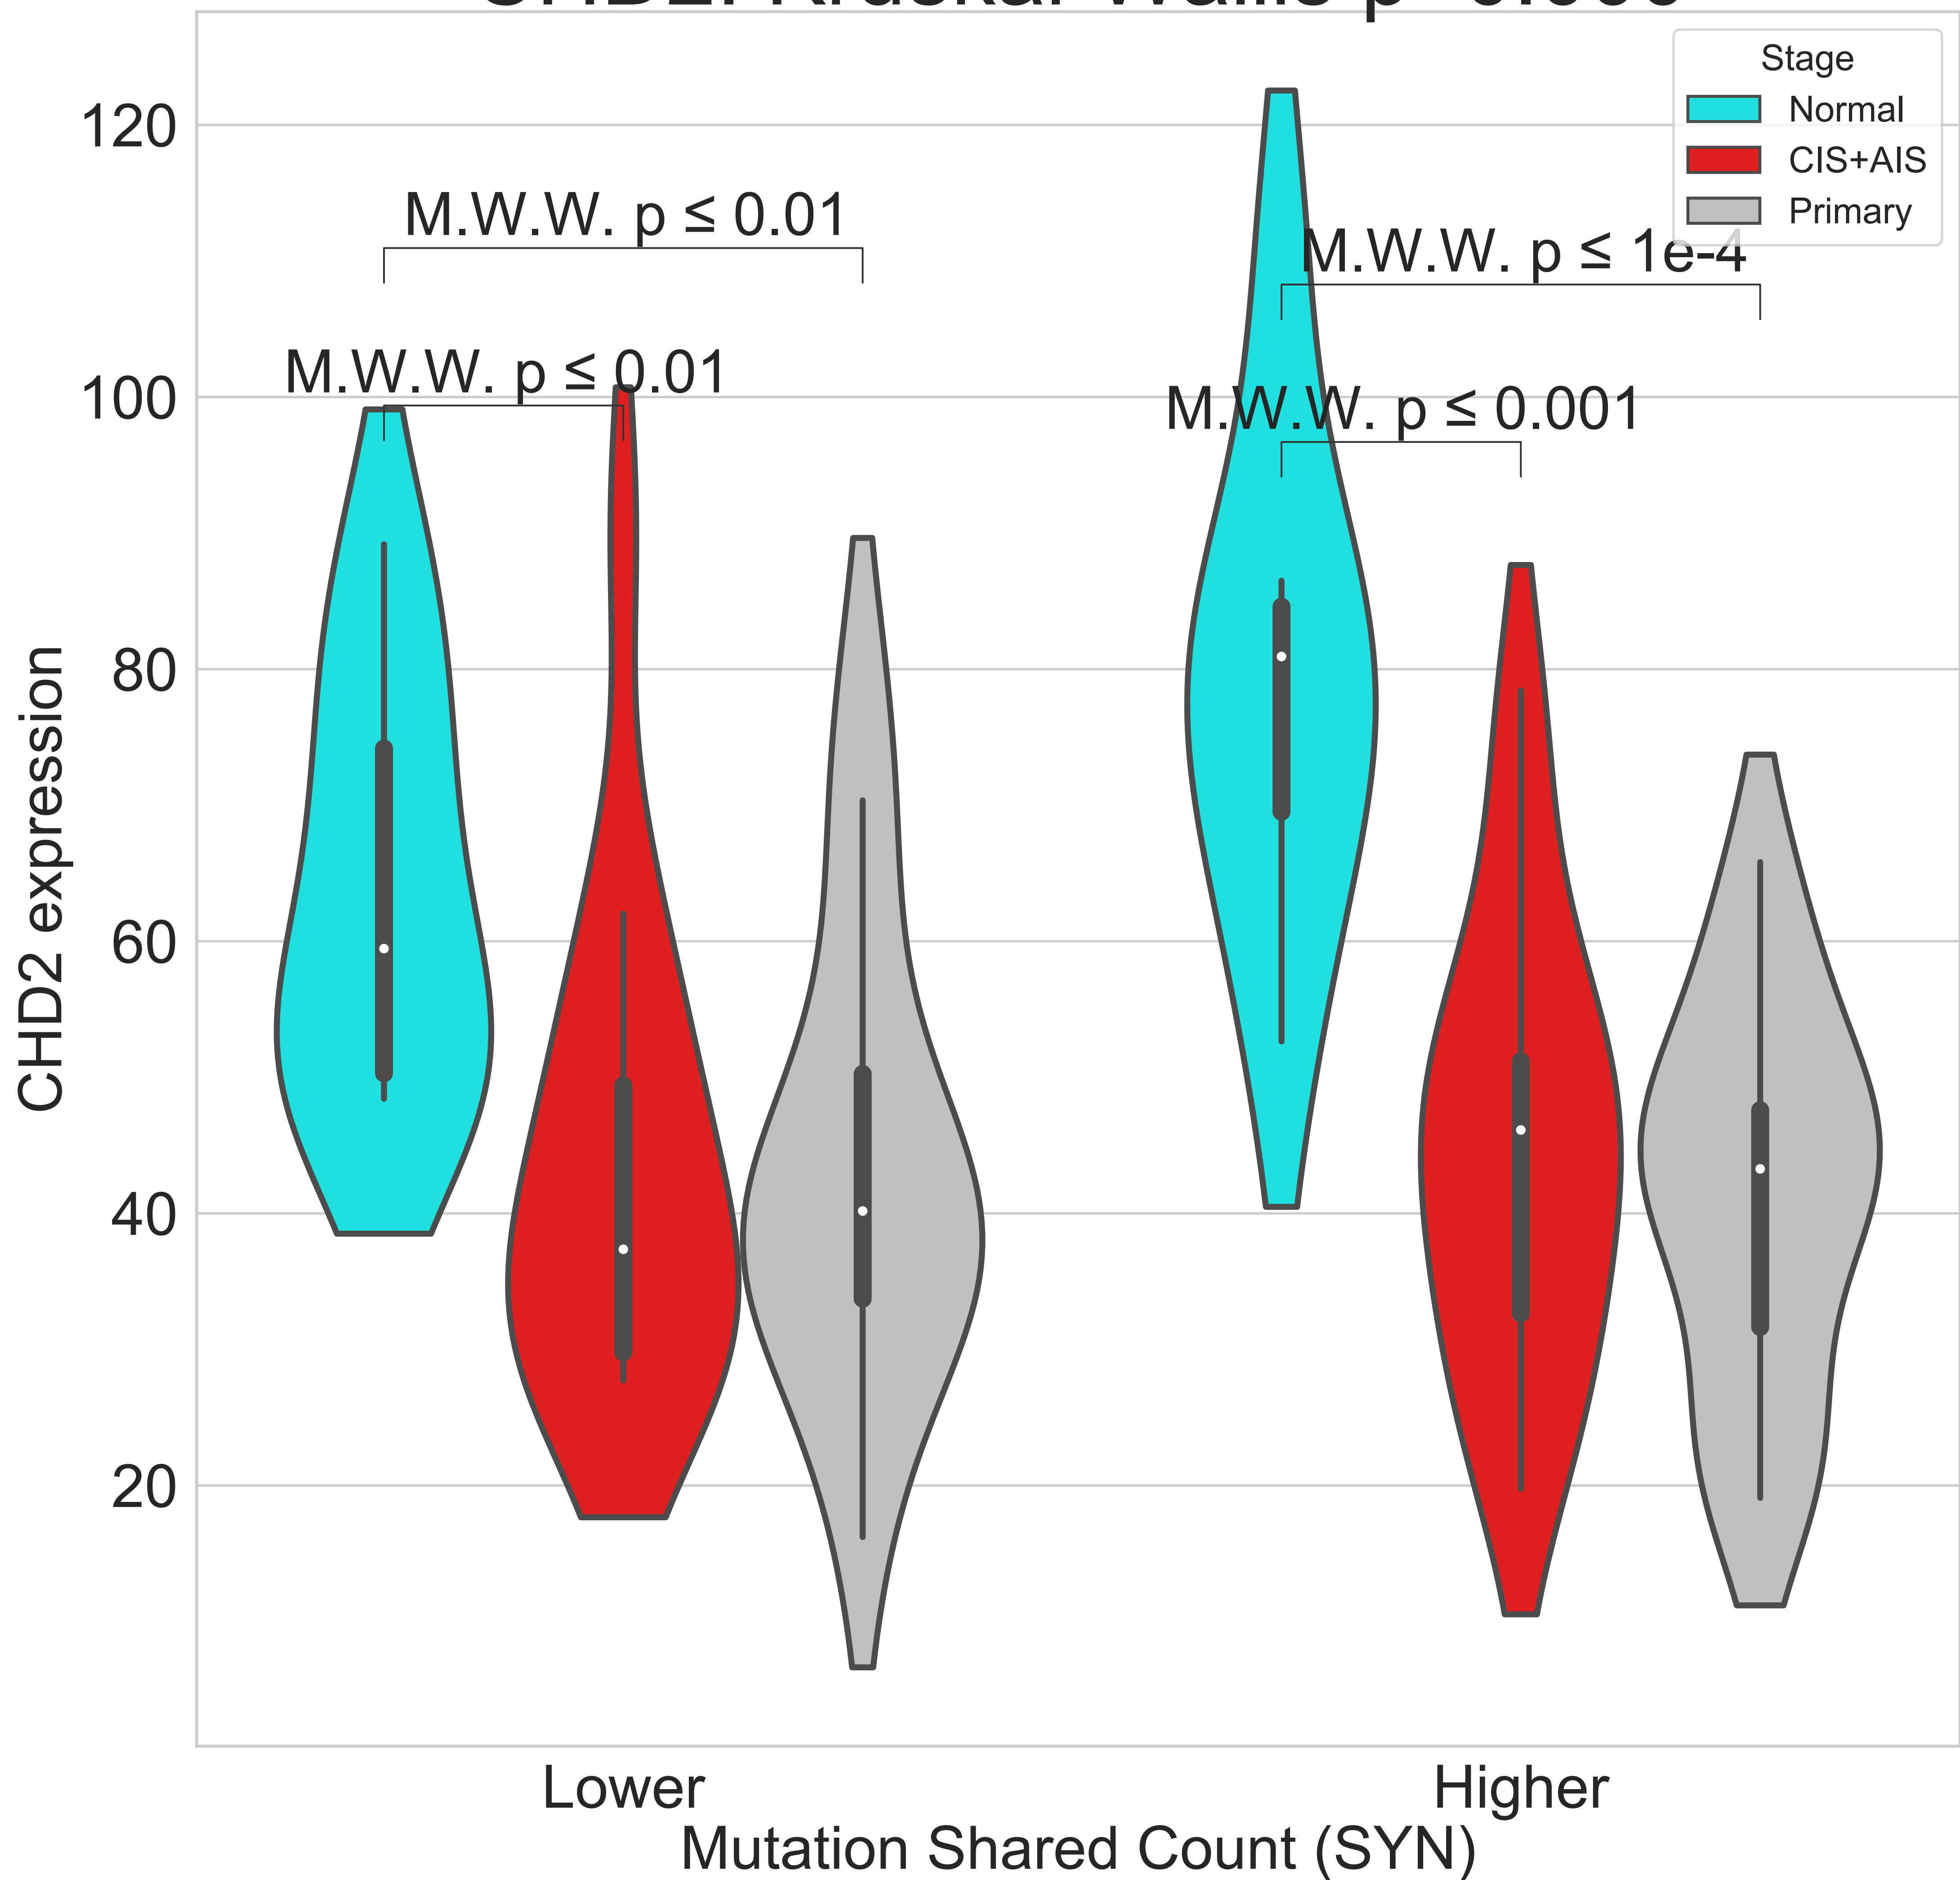 Stage
Normal
CIS+AIS
Primary
M.W.W. p ≤ 0.01
M.W.W. p ≤ 1e-4
M.W.W. p ≤ 0.01
M.W.W. p ≤ 0.001
120
100
80
60
40
20
CHD2 expression
Lower
Higher
Mutation Shared Count (SYN)